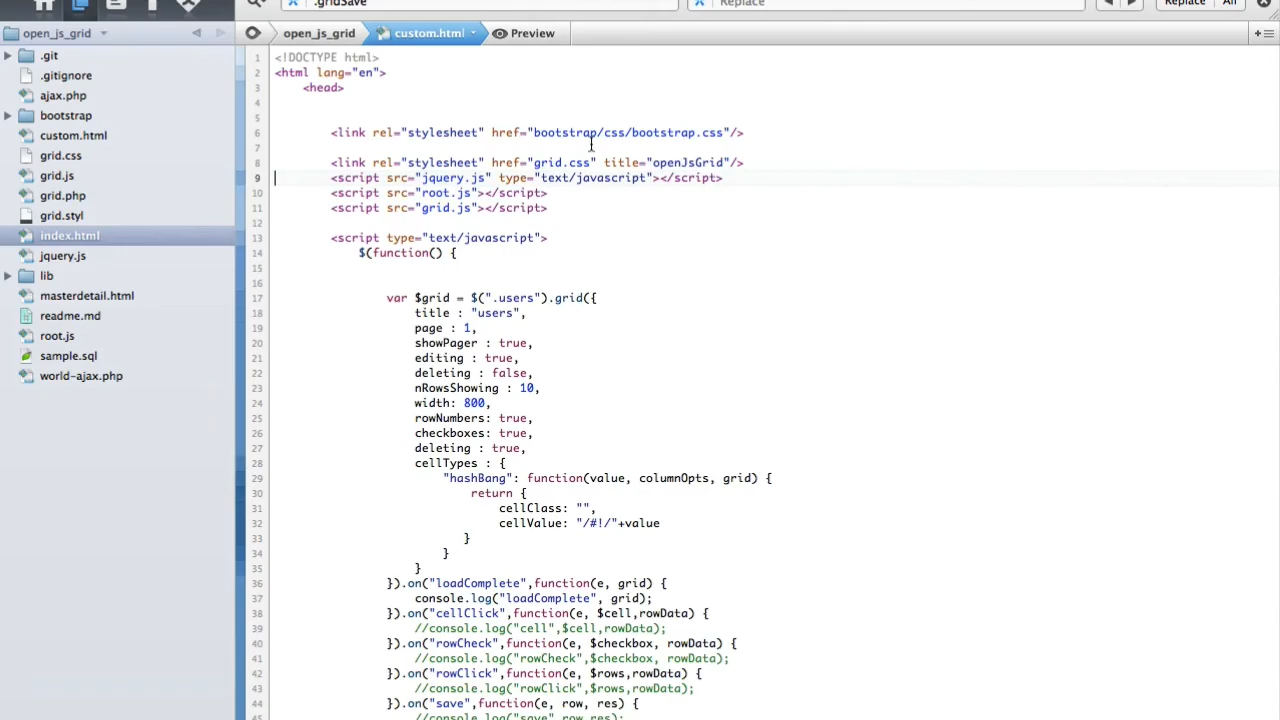 .gridSave
Replace
Replace
All
open_js_grid
open_js_grid
custom.html
Preview
.git
.gitignore
ajax.php
bootstrap
custom.html
grid.css
grid.js
grid.php
grid.styl
index.html
jquery.js
lib
masterdetail.html
readme.md
root.js
sample.sql
world-ajax.php
1 <!DOCTYPE html>
2 <html lang="en">
3 <head>
4
5
6 <link rel="stylesheet" href="bootstrap/css/bootstrap.css"/>
7
8 <link rel="stylesheet" href="grid.css" title="openJsGrid"/>
9 <script src="jquery.js" type="text/javascript"></script>
10 <script src="root.js"></script>
11 <script src="grid.js"></script>
12
13 <script type="text/javascript">
14 $(function() {
15
16
17 var $grid = $(".users").grid({
18 title : "users",
19 page : 1,
20 showPager : true,
21 editing : true,
22 deleting : false,
23 nRowsShowing : 10,
24 width: 800,
25 rowNumbers: true,
26 checkboxes: true,
27 deleting : true,
28 cellTypes : {
29 "hashBang": function(value, columnOpts, grid) {
30 return {
31 cellClass: "",
32 cellValue: "/#!/"+value
33 }
34 }
35 }
36 }).on("loadComplete",function(e, grid) {
37 console.log("loadComplete", grid);
38 }).on("cellClick",function(e, $cell,rowData) {
39 //console.log("cell",$cell,rowData);
40 }).on("rowCheck",function(e, $checkbox, rowData) {
41 //console.log("rowCheck",$checkbox, rowData);
42 }).on("rowClick",function(e, $rows,rowData) {
43 //console.log("rowClick",$rows,rowData);
44 }).on("save",function(e, row, res) {
45 //console.log("save",row,res);